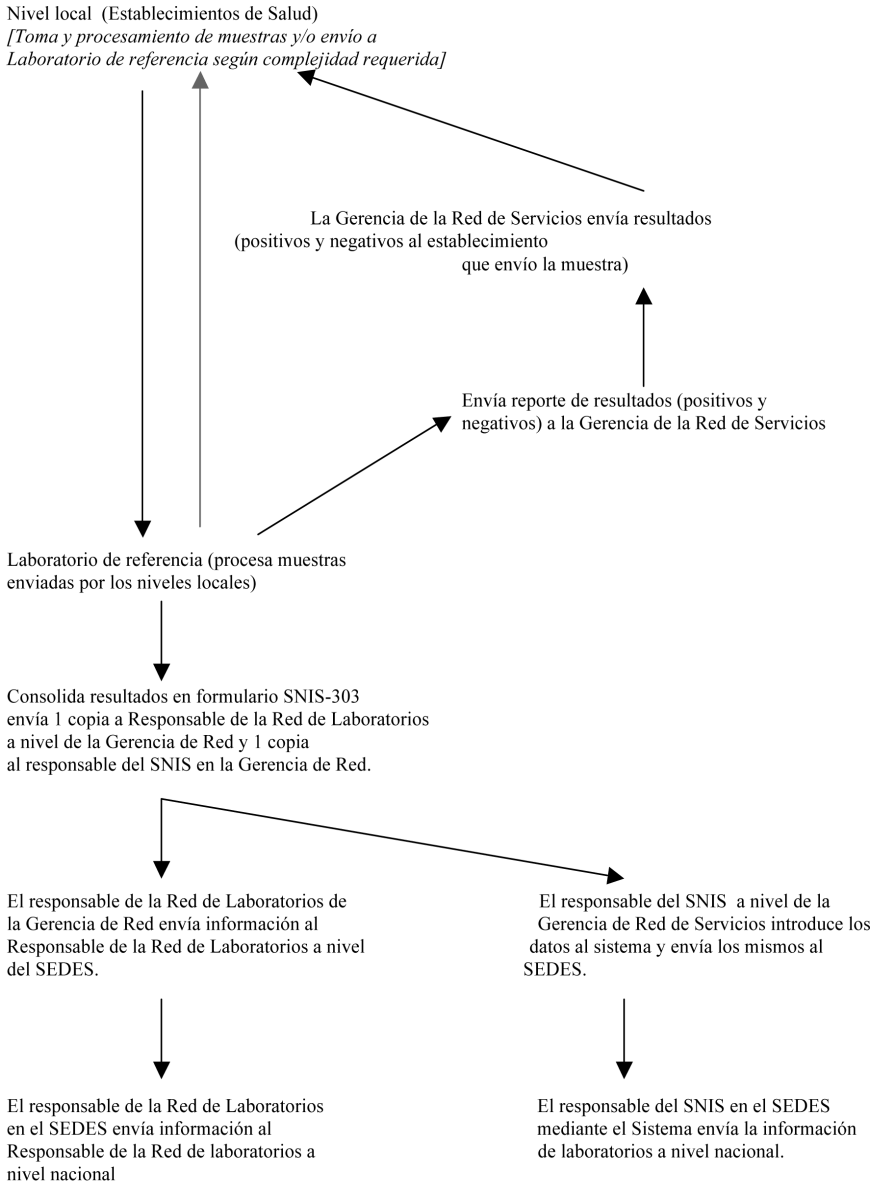 Nivel local (Establecimientos de Salud)
[Toma y procesamiento de muestras y/o envío a
Laboratorio de referencia según complejidad requerida]
La Gerencia de la Red de Servicios envía resultados
(positivos y negativos al establecimiento
que envío la muestra)
Envía reporte de resultados (positivos y
negativos) a la Gerencia de la Red de Servicios
Laboratorio de referencia (procesa muestras
enviadas por los niveles locales)
Consolida resultados en formulario SNIS-303
envía 1 copia a Responsable de la Red de Laboratorios
a nivel de la Gerencia de Red y 1 copia
al responsable del SNIS en la Gerencia de Red.
El responsable de la Red de Laboratorios de
la Gerencia de Red envía información al
Responsable de la Red de Laboratorios a nivel
del SEDES.
El responsable del SNIS a nivel de la
Gerencia de Red de Servicios introduce los
datos al sistema y envía los mismos al
SEDES.
El responsable de la Red de Laboratorios
en el SEDES envía información al
Responsable de la Red de laboratorios a
nivel nacional
El responsable del SNIS en el SEDES
mediante el Sistema envía la información
de laboratorios a nivel nacional.